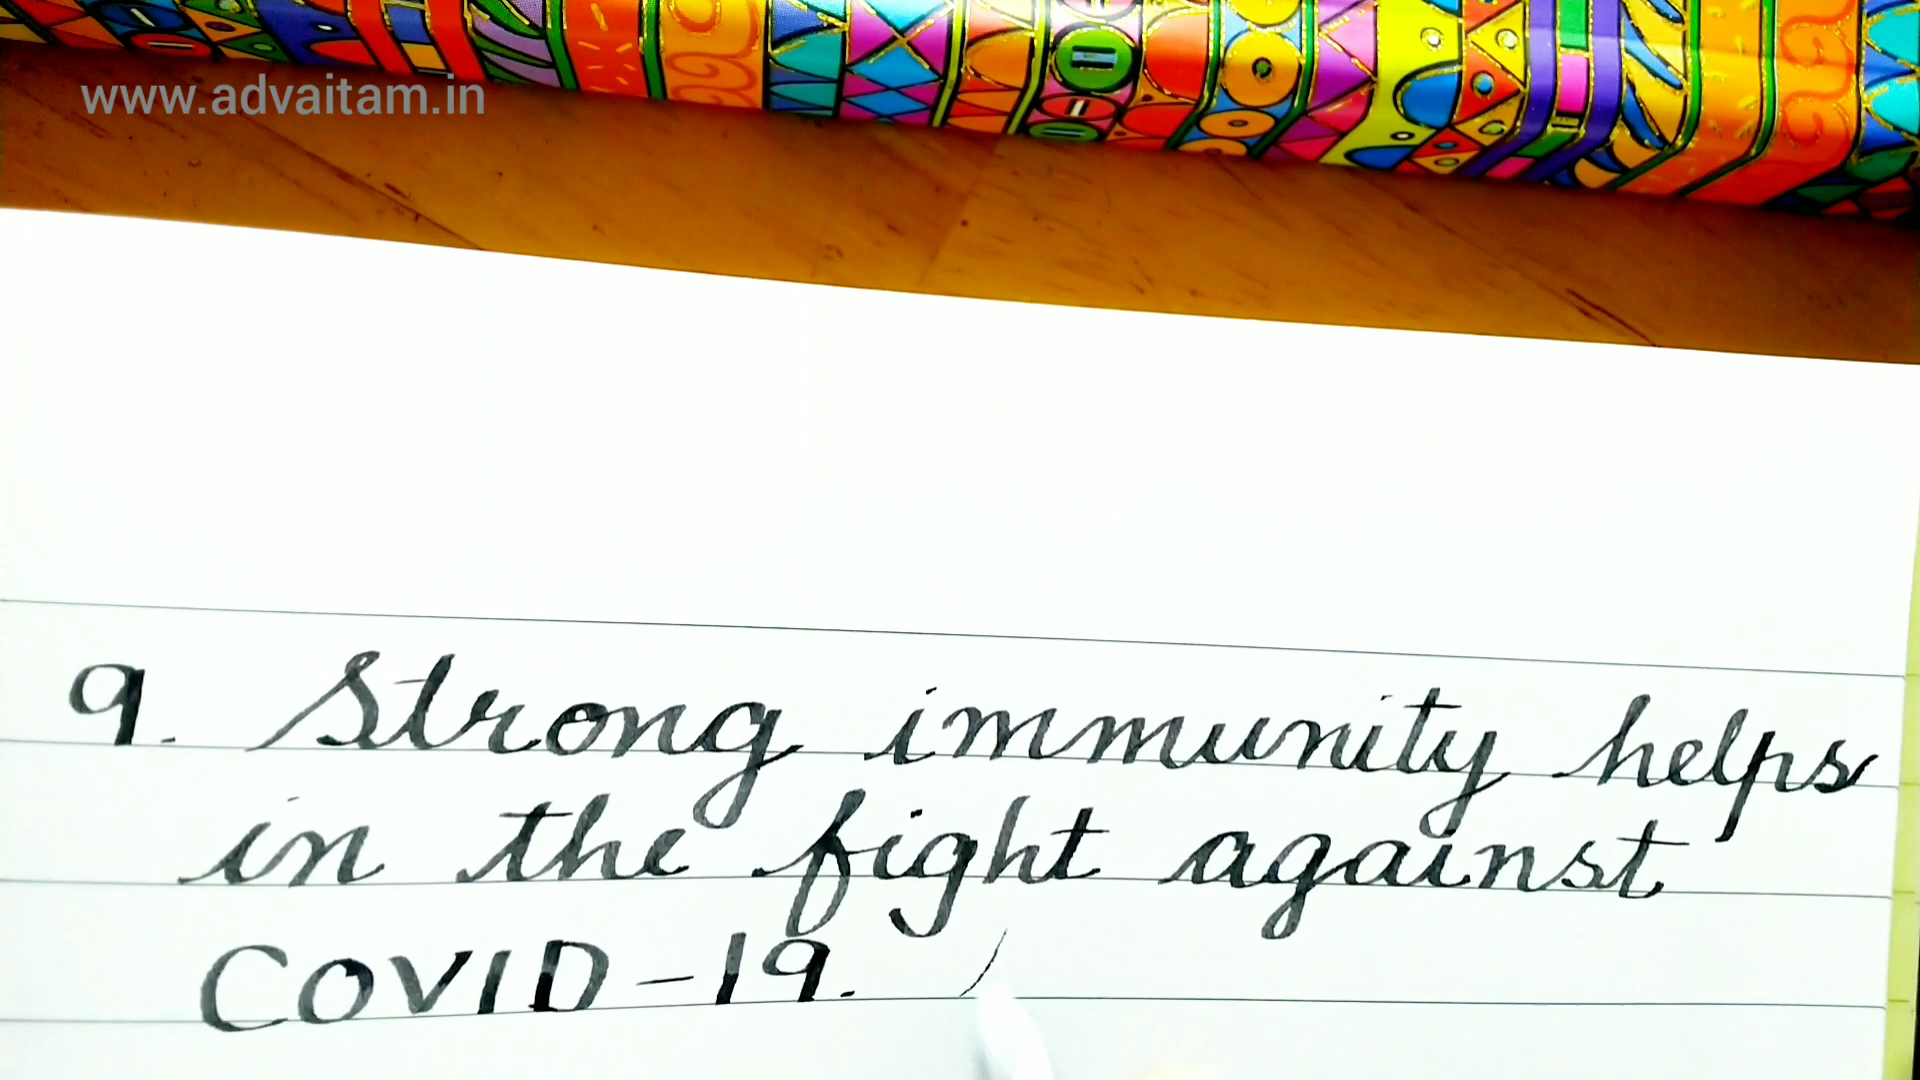 www.advaitam.in
9. Strong immunity helps
in the fight against
COVID-19.